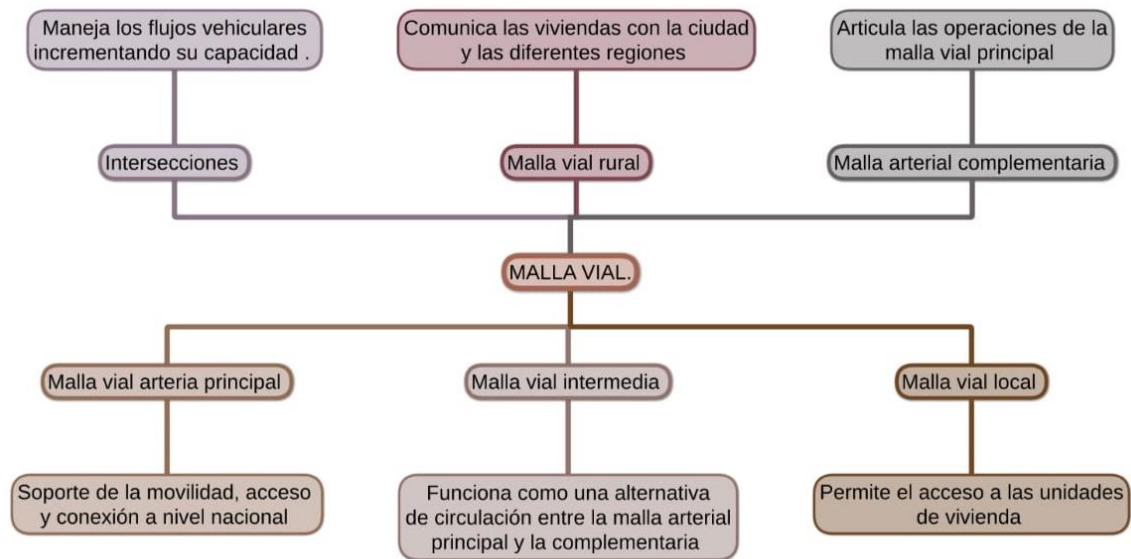 Maneja los flujos vehiculares
incrementando su capacidad .
Comunica las viviendas con la ciudad
y las diferentes regiones
Articula las operaciones de la
malla vial principal
Intersecciones
Malla vial rural
Malla arterial complementaria
MALLA VIAL.
Malla vial arteria principal
Malla vial intermedia
Malla vial local
Soporte de la movilidad, acceso
y conexión a nivel nacional
Funciona como una alternativa
de circulación entre la malla arterial
principal y la complementaria
Permite el acceso a las unidades
de vivienda